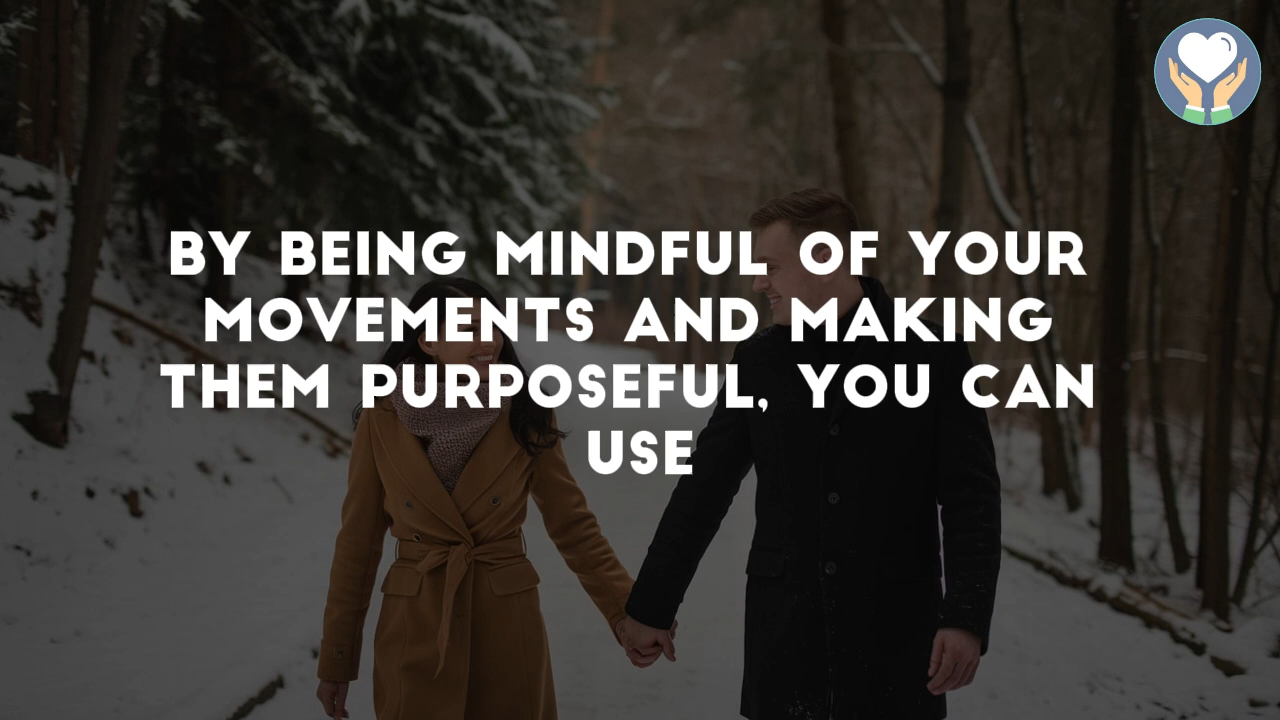 BY BEING MINDFUL OF YOUR
MOVEMENTS AND MAKING
THEM PURPOSEFUL, YOU CAN
USE